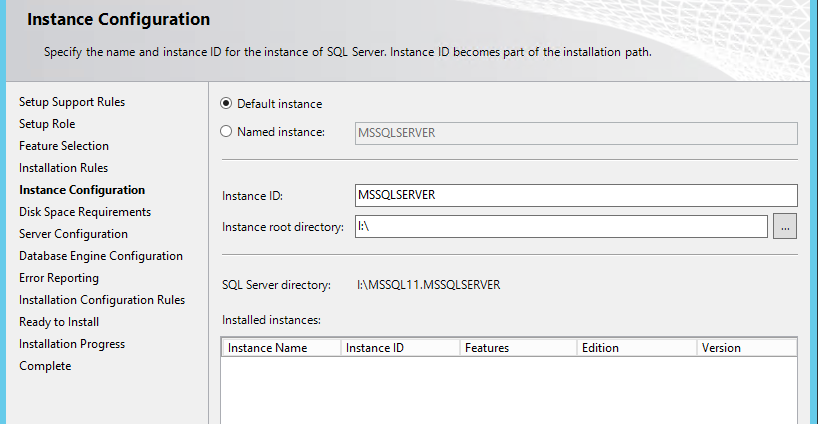 Instance Configuration
Specify the name and instance ID for the instance of SQL Server. Instance ID becomes part of the installation path.
Setup Support Rules
Setup Role
Feature Selection
Installation Rules
Instance Configuration
Disk Space Requirements
Server Configuration
Database Engine Configuration
Error Reporting
Installation Configuration Rules
Ready to Install
Installation Progress
Complete
Default instance
Named instance: MSSQLSERVER
Instance ID: MSSQLSERVER
Instance root directory: I:\ ...
SQL Server directory: I:\MSSQL11.MSSQLSERVER
Installed instances:
Instance Name Instance ID Features Edition Version